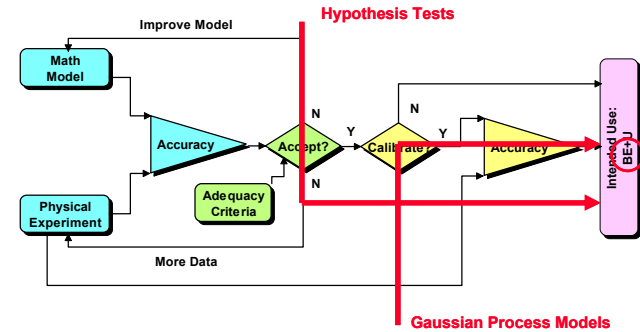 Hypothesis Tests
Improve Model
Math
Model
N
N
Accuracy
Accept?
Y
Calibrate?
Y
Accuracy
Intended Use:
BE+U
N
Adequacy
Criteria
Physical
Experiment
More Data
Gaussian Process Models